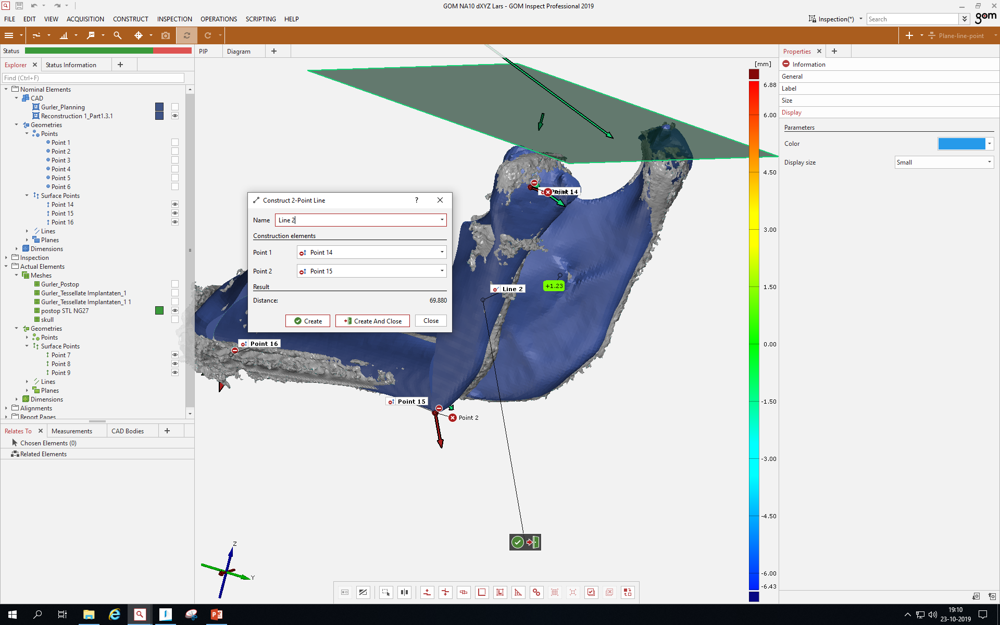 GOM NA10 dXYZ Lars - GOM Inspect Professional 2019
FILE EDIT VIEW ACQUISITION CONSTRUCT INSPECTION OPERATIONS SCRIPTING HELP
Inspection(*)
Search
gom
Plane-line-point
Status
PIP
Diagram
Explorer
Status Information
Find (Ctrl+F)
Nominal Elements
CAD
Gurler_Planning
Reconstruction 1_Part1.3.1
Geometries
Points
Point 1
Point 2
Point 3
Point 4
Point 5
Point 6
Surface Points
Point 14
Point 15
Point 16
Lines
Planes
Dimensions
Inspection
Actual Elements
Meshes
Gurler_Postop
Gurler_Tessellate Implantaten_1
Gurler_Tessellate Implantaten_1 1
postop STL NG27
skull
Geometries
Points
Surface Points
Point 7
Point 8
Point 9
Lines
Planes
Dimensions
Alignments
Report Pages
Relates To
Measurements
CAD Bodies
Chosen Elements (0)
Related Elements
Construct 2-Point Line
?
Name
Line 2
Construction elements
Point 1
Point 14
Point 2
Point 15
Result
Distance:
69.880
Create
Create And Close
Close
Point 14
Line 2
+1.23
Point 16
Point 15
Point 2
Z
Y
[mm]
6.88
6.00
4.50
3.00
1.50
0.00
-1.50
-3.00
-4.50
-6.00
-6.43
Properties
Information
General
Label
Size
Display
Parameters
Color
Display size
Small
19:10
23-10-2019